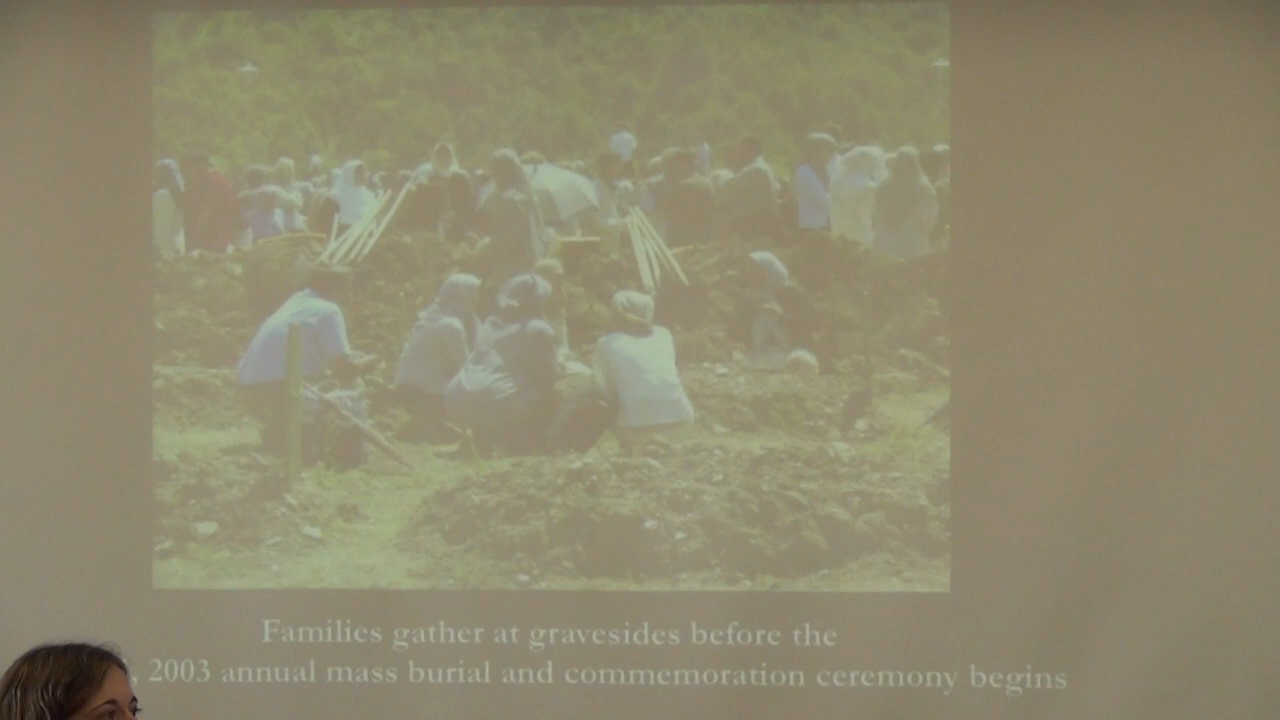 Families gather at gravesides before the
, 2003 annual mass burial and commemoration ceremony begins